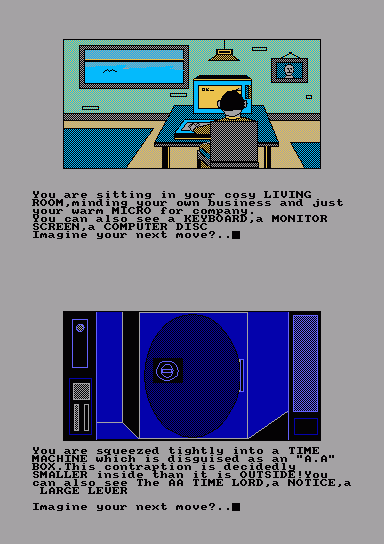 You are sitting in your cosy LIVING
ROOM,minding your own business and just
your warm MICRO for company.
You can also see a KEYBOARD,a MONITOR
SCREEN,a COMPUTER DISC
Imagine your next move?..
You are squeezed tightly into a TIME
MACHINE which is disguised as an "A.A"
BOX.This contraption is decidedly
SMALLER inside than it is OUTSIDE!You
can also see The AA TIME LORD,a NOTICE,a
LARGE LEVER
Imagine your next move?..